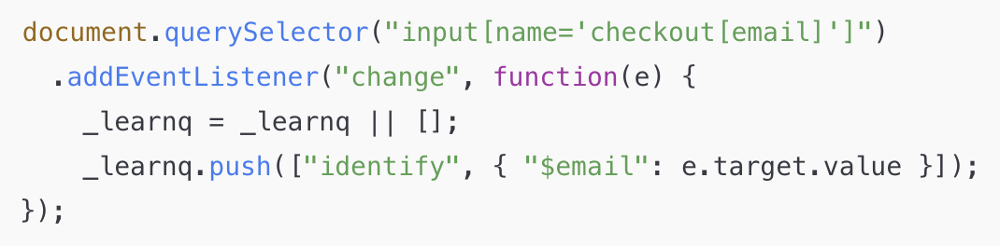 document.querySelector("input[name='checkout[email]']")
  .addEventListener("change", function(e) {
    _learnq = _learnq || [];
    _learnq.push(["identify", { "$email": e.target.value }]);
});